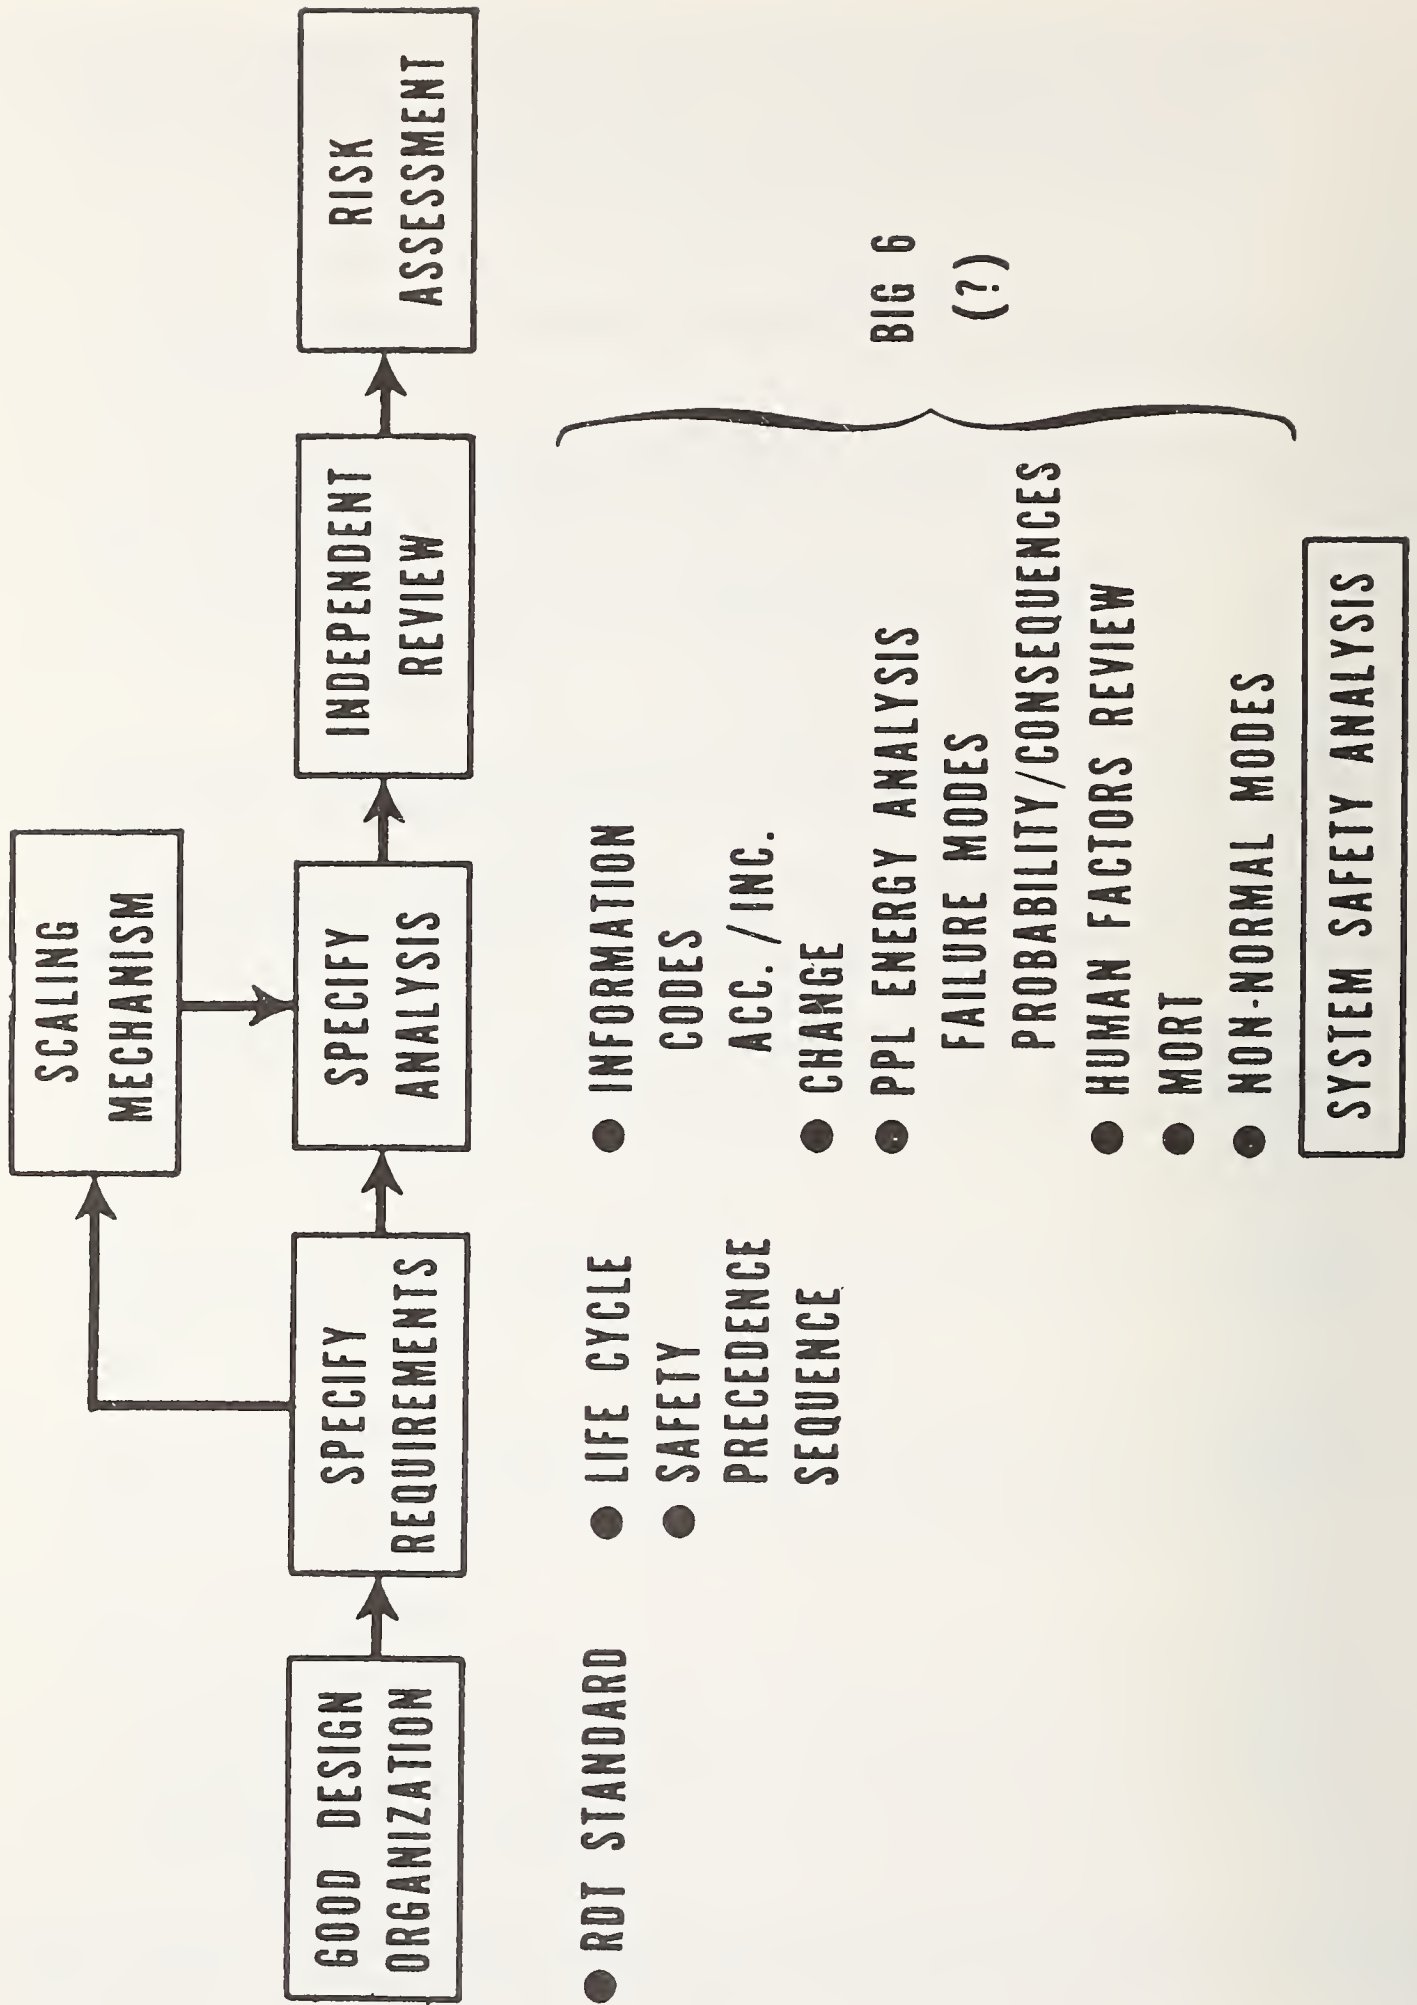 SCALING
MECHANISM
GOOD DESIGN
ORGANIZATION
SPECIFY
REQUIREMENTS
SPECIFY
ANALYSIS
INDEPENDENT
REVIEW
RISK
ASSESSMENT
● RDT STANDARD
● LIFE CYCLE
● SAFETY
PRECEDENCE
SEQUENCE
● INFORMATION
CODES
ACC./INC.
● CHANGE
● PPL ENERGY ANALYSIS
FAILURE MODES
PROBABILITY/CONSEQUENCES
● HUMAN FACTORS REVIEW
● MORT
● NON-NORMAL MODES
BIG 6
(?)
SYSTEM SAFETY ANALYSIS